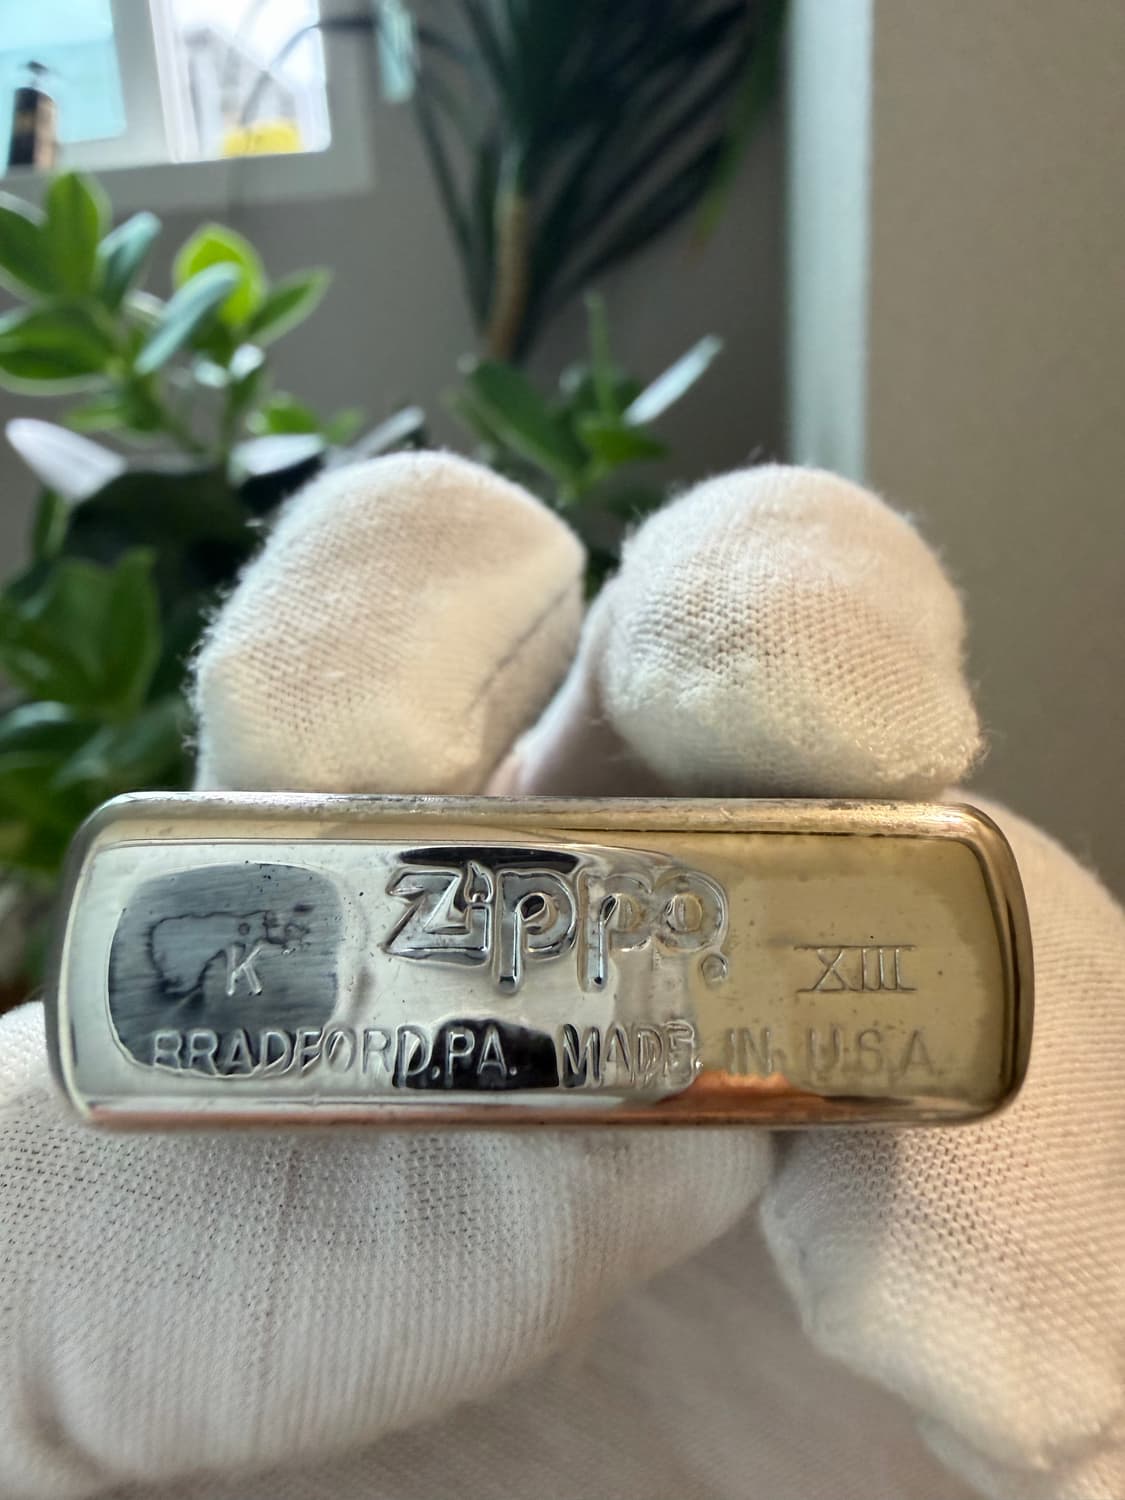 Zippo
K XIII
BRADFORD,PA. MADE IN U.S.A.